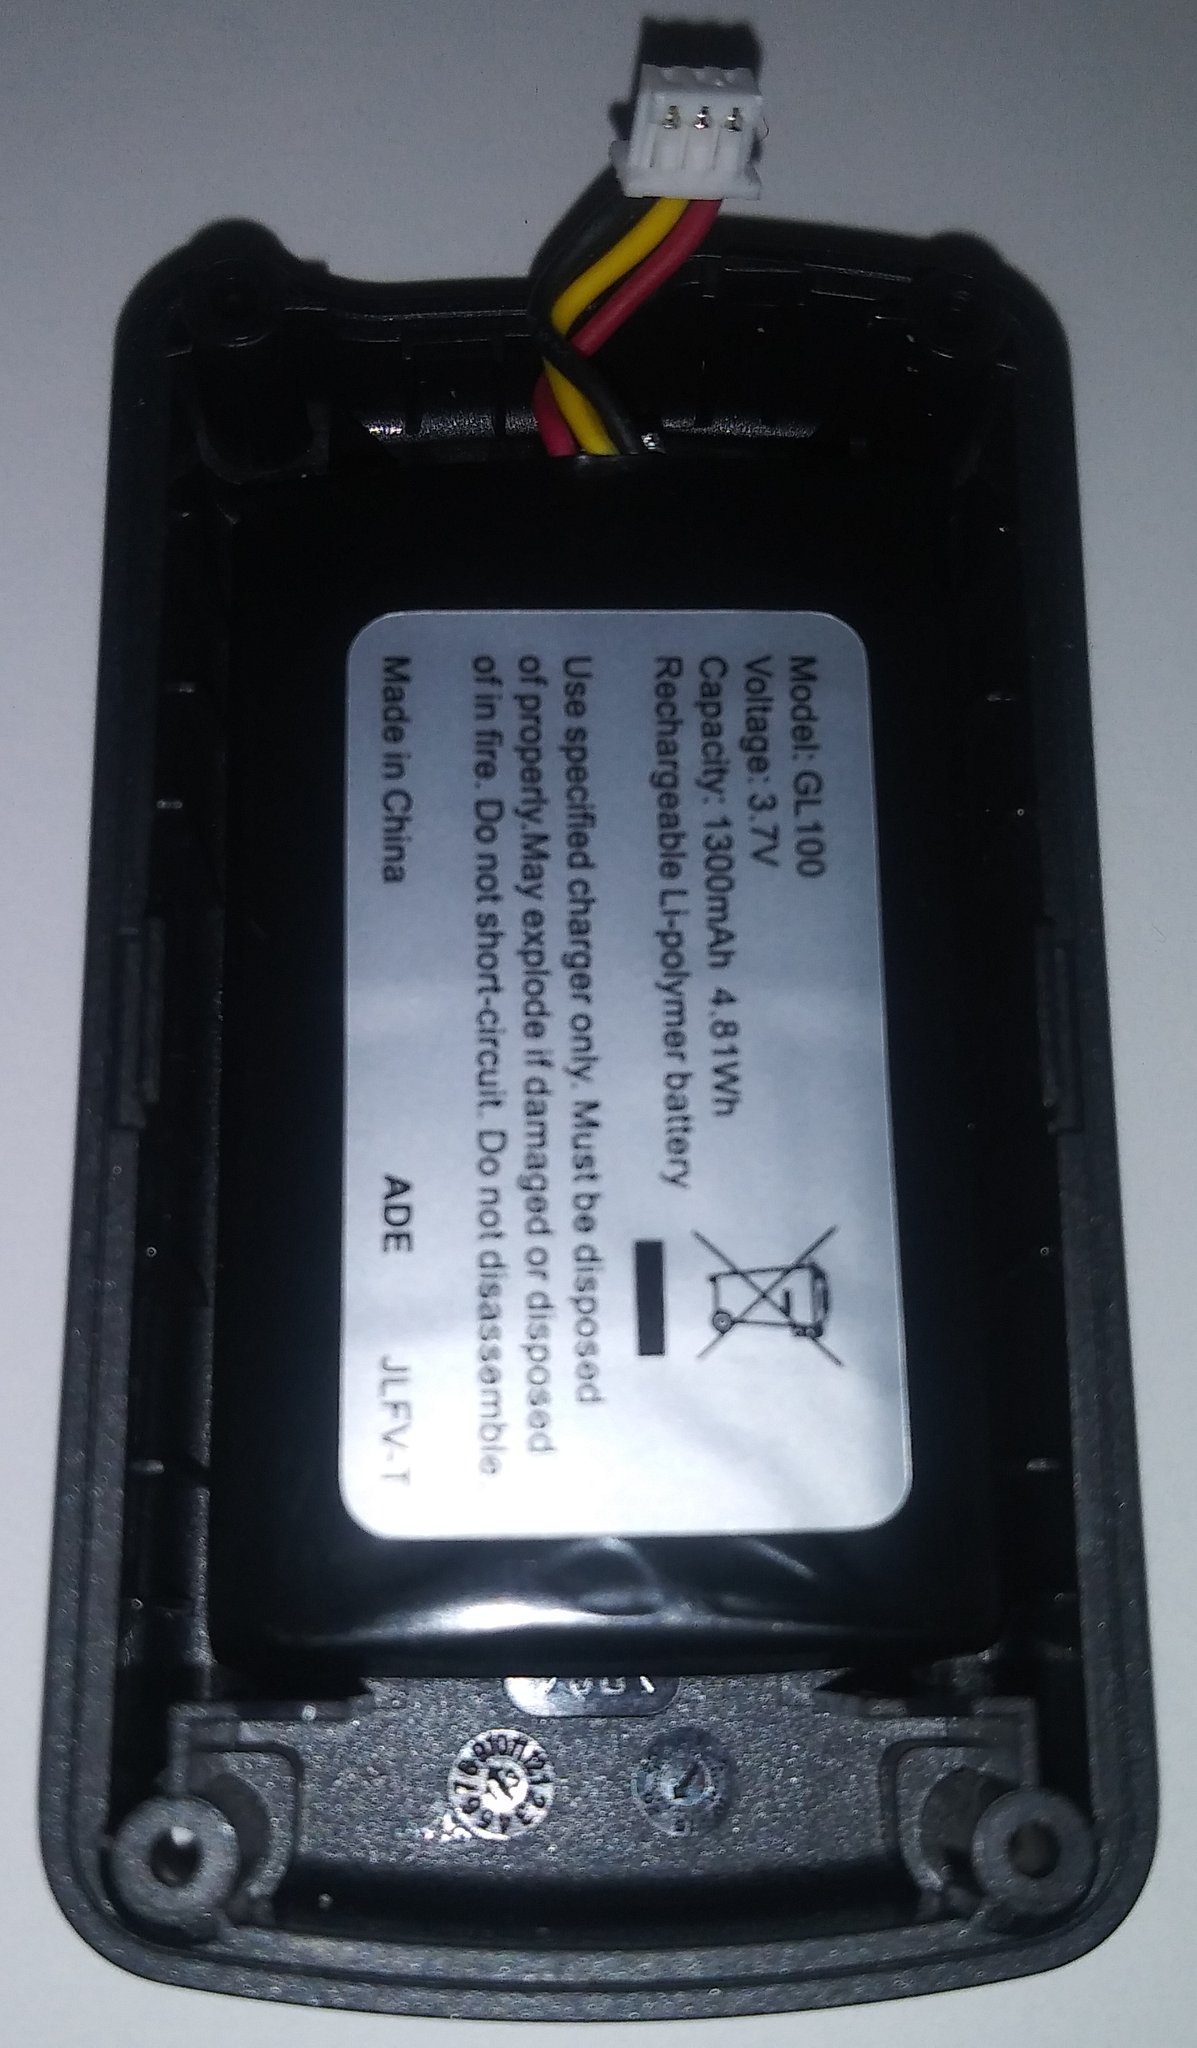 Model: GL100
Voltage: 3.7V
Capacity: 1300mAh 4.81Wh
Rechargeable Li-polymer battery
Use specified charger only. Must be disposed
of properly.May explode if damaged or disposed
of in fire. Do not short-circuit. Do not disassemble.
Made in China ADE JLFV-T